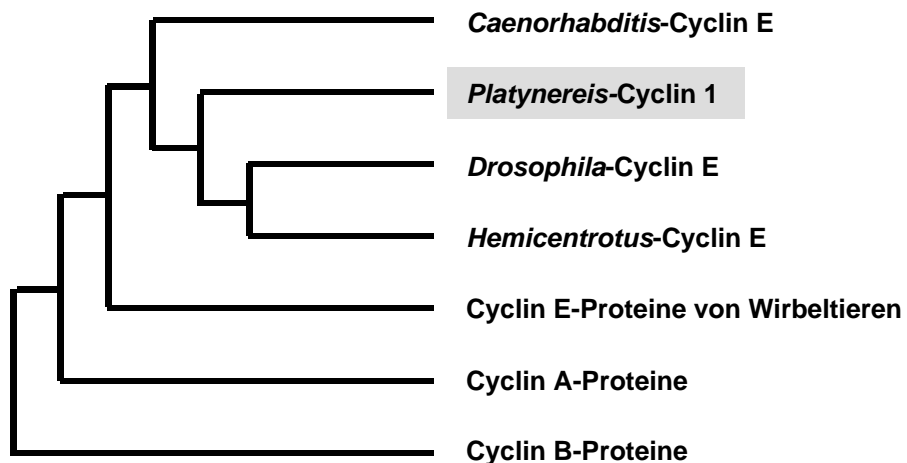 Caenorhabditis-Cyclin E
Platynereis-Cyclin 1
Drosophila-Cyclin E
Hemicentrotus-Cyclin E
Cyclin E-Proteine von Wirbeltieren
Cyclin A-Proteine
Cyclin B-Proteine